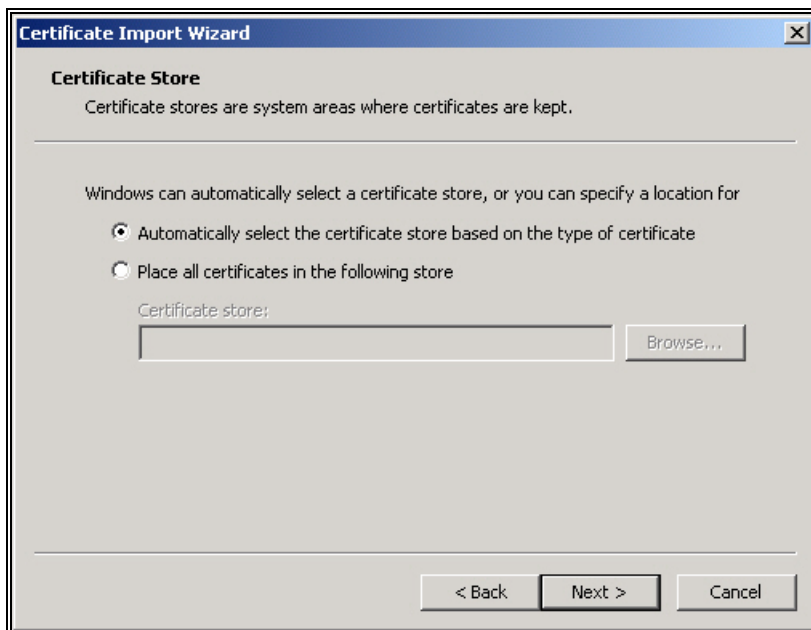 Certificate Import Wizard
Certificate Store
Certificate stores are system areas where certificates are kept.
Windows can automatically select a certificate store, or you can specify a location for
Automatically select the certificate store based on the type of certificate
Place all certificates in the following store
Certificate store:
Browse...
< Back Next > Cancel